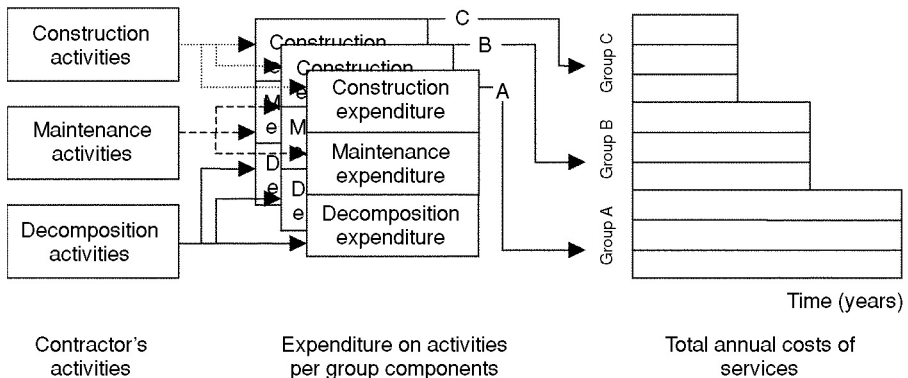 Construction
activities
Maintenance
activities
Decomposition
activities
Construction
e
M
e
D
e
Construction
e
M
e
D
e
Construction
expenditure
Maintenance
expenditure
Decomposition
expenditure
C
B
A
Group C
Group B
Group A
Time (years)
Contractor's
activities
Expenditure on activities
per group components
Total annual costs of
services